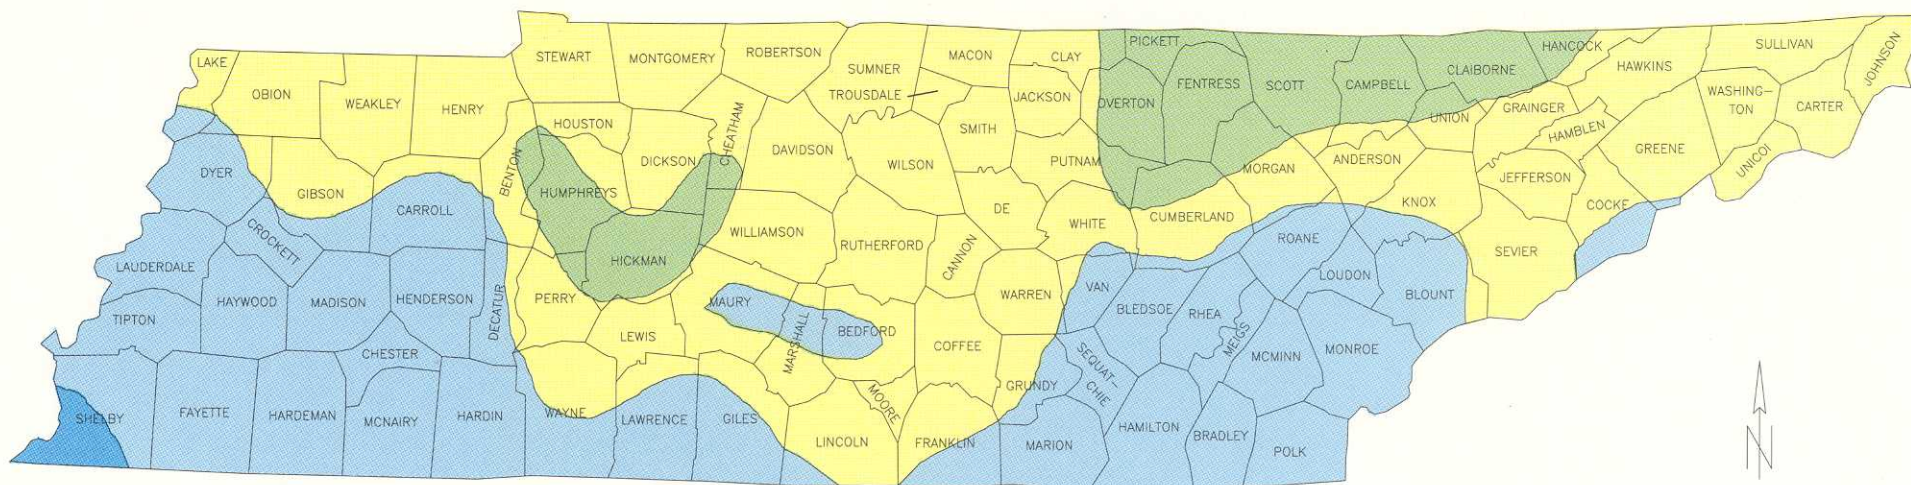 LAKE
OBION
WEAKLEY
HENRY
STEWART
MONTGOMERY
ROBERTSON
SUMNER
TROUSDALE
MACON
CLAY
PICKETT
JACKSON
OVERTON
FENTRESS
SCOTT
CAMPBELL
CLAIBORNE
HANCOCK
HAWKINS
SULLIVAN
JOHNSON
WASHING-
TON
CARTER
UNICOI
GREENE
GRAINGER
HAMBLEN
UNION
JEFFERSON
COCKE
ANDERSON
KNOX
SEVIER
MORGAN
HOUSTON
DICKSON
CHEATHAM
DAVIDSON
WILSON
SMITH
PUTNAM
BENTON
HUMPHREYS
HICKMAN
WILLIAMSON
RUTHERFORD
DE
CANNON
WHITE
CUMBERLAND
ROANE
LOUDON
BLOUNT
DYER
GIBSON
CROCKETT
CARROLL
LAUDERDALE
HAYWOOD
MADISON
HENDERSON
DECATUR
PERRY
LEWIS
MAURY
MARSHALL
BEDFORD
COFFEE
WARREN
VAN
BLEDSOE
RHEA
MEIGS
MCMINN
MONROE
TIPTON
CHESTER
SHELBY
FAYETTE
HARDEMAN
MCNAIRY
HARDIN
WAYNE
LAWRENCE
GILES
LINCOLN
MOORE
FRANKLIN
GRUNDY
SEQUAT-
CHIE
MARION
HAMILTON
BRADLEY
POLK
N